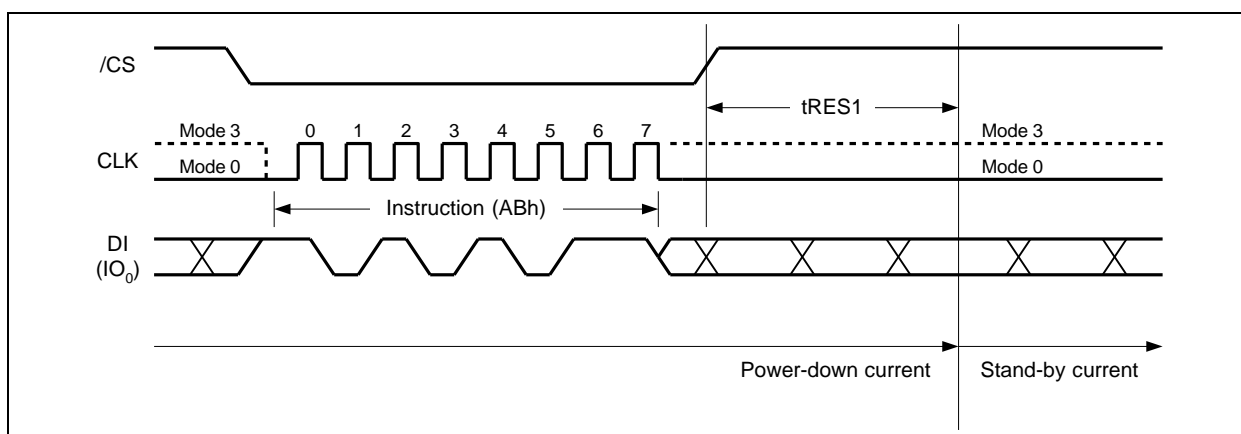 /CS
tRES1
Mode 3 0 1 2 3 4 5 6 7 Mode 3
CLK
Mode 0 Mode 0
Instruction (ABh)
DI
(IO₀)
Power-down current Stand-by current